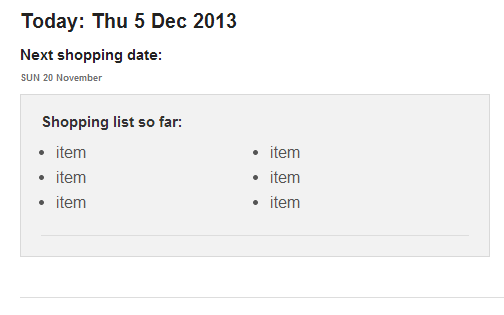 Today: Thu 5 Dec 2013
Next shopping date:
SUN 20 November
Shopping list so far:
• item • item
• item • item
• item • item